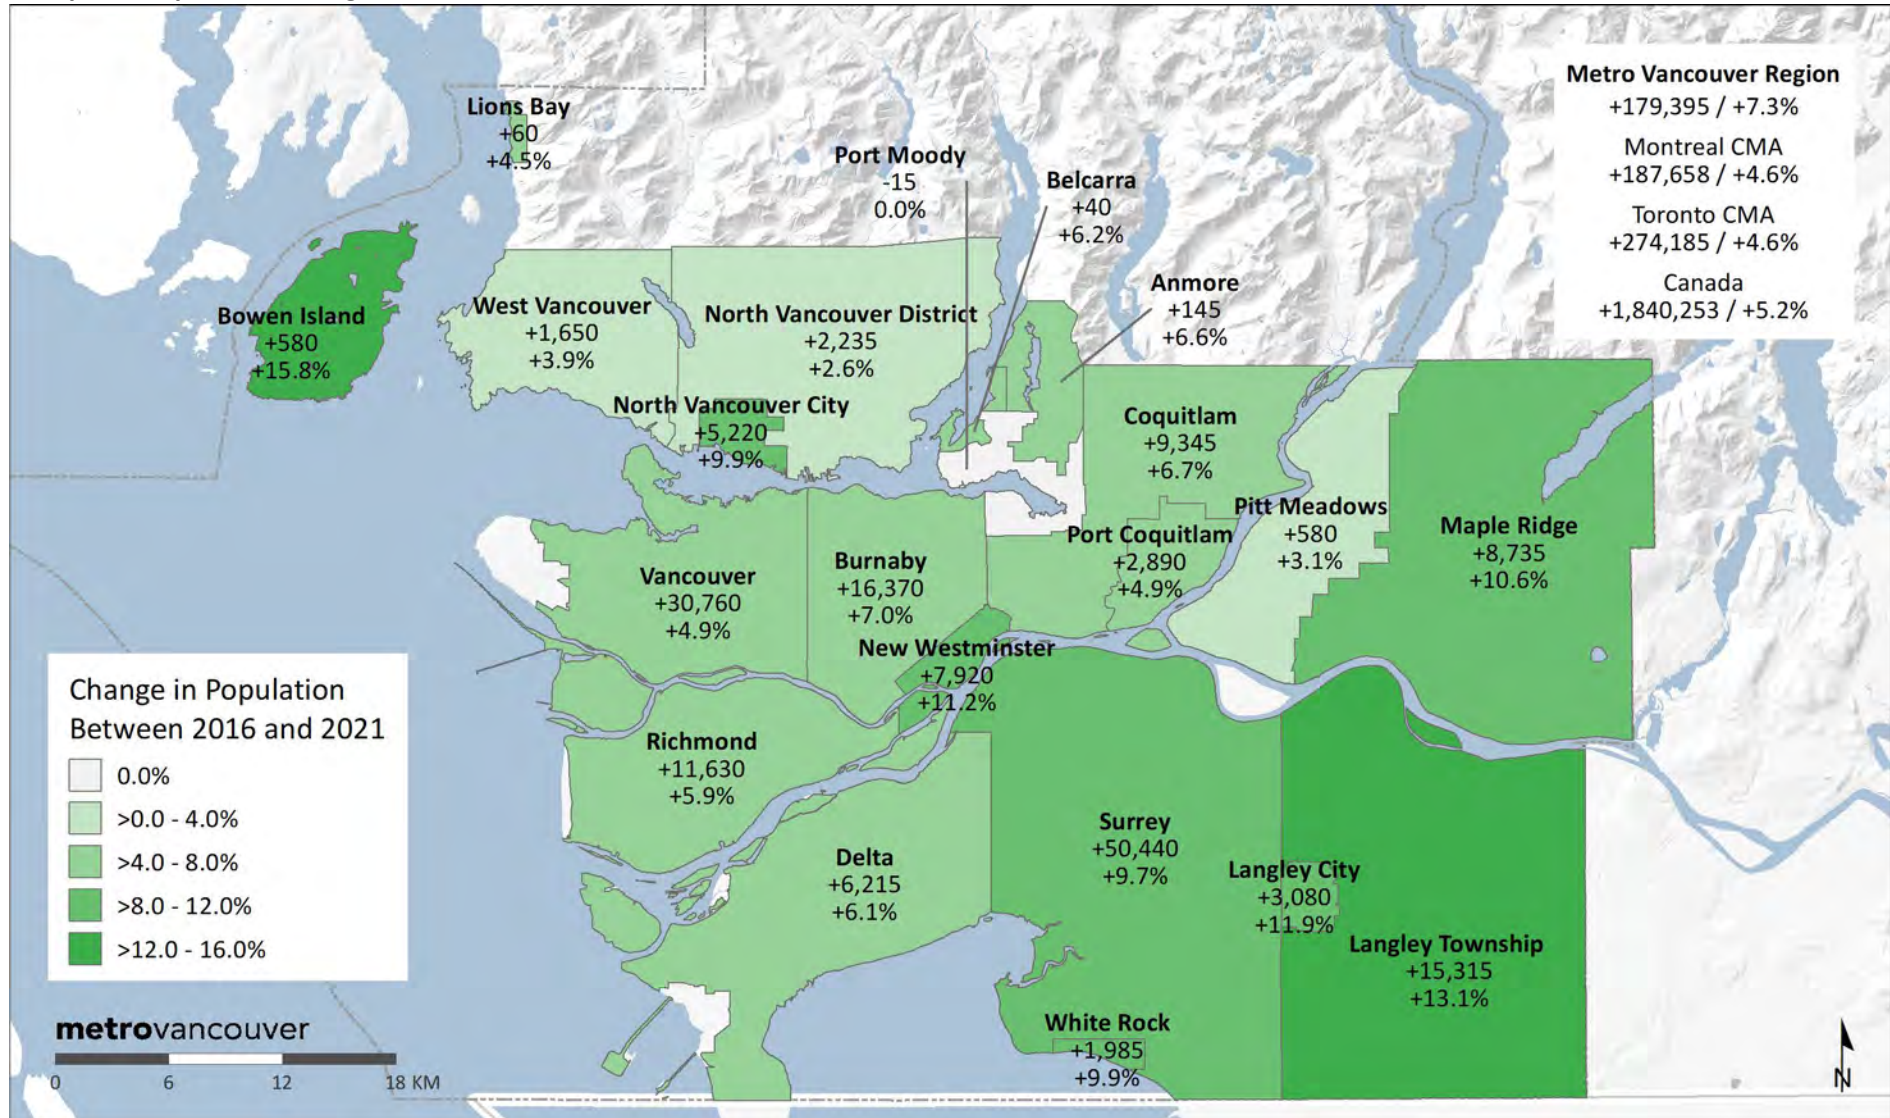 Lions Bay
+60
+4.5%
Port Moody
-15
0.0%
Belcarra
+40
+6.2%
Anmore
+145
+6.6%
Metro Vancouver Region
+179,395 / +7.3%
Montreal CMA
+187,658 / +4.6%
Toronto CMA
+274,185 / +4.6%
Canada
+1,840,253 / +5.2%
Bowen Island
+580
+15.8%
West Vancouver
+1,650
+3.9%
North Vancouver District
+2,235
+2.6%
North Vancouver City
+5,220
+9.9%
Coquitlam
+9,345
+6.7%
Pitt Meadows
+580
+3.1%
Maple Ridge
+8,735
+10.6%
Port Coquitlam
+2,890
+4.9%
Vancouver
+30,760
+4.9%
Burnaby
+16,370
+7.0%
New Westminster
+7,920
+11.2%
Richmond
+11,630
+5.9%
Delta
+6,215
+6.1%
Surrey
+50,440
+9.7%
Langley City
+3,080
+11.9%
Langley Township
+15,315
+13.1%
White Rock
+1,985
+9.9%
Change in Population
Between 2016 and 2021
0.0%
>0.0 - 4.0%
>4.0 - 8.0%
>8.0 - 12.0%
>12.0 - 16.0%
metrovancouver
0 6 12 18 KM
N